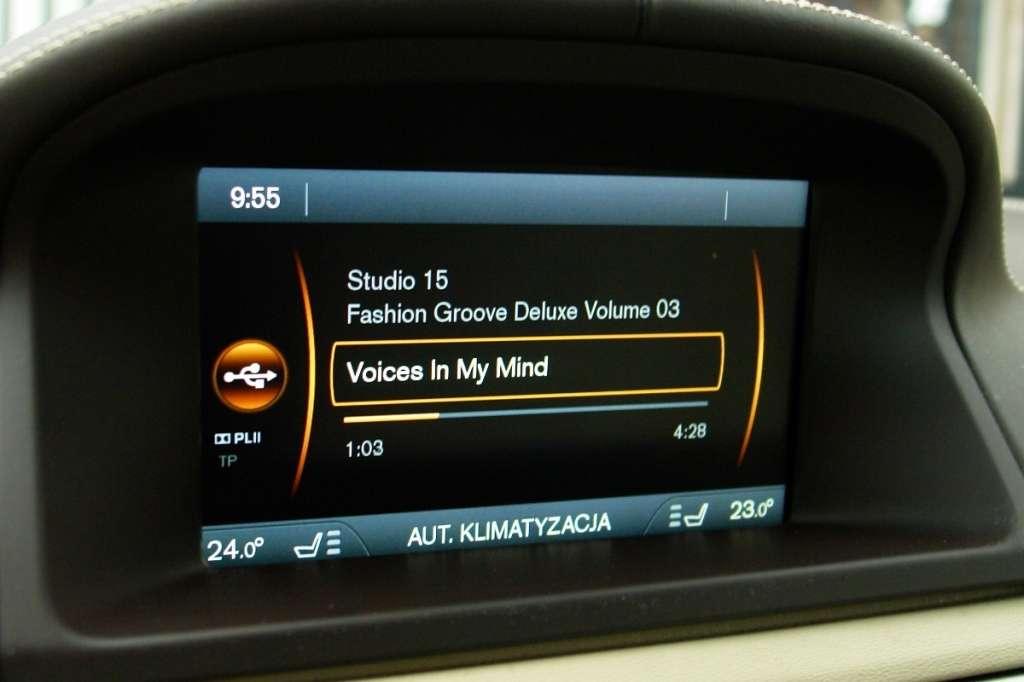 9:55
Studio 15
Fashion Groove Deluxe Volume 03
Voices In My Mind
1:03
4:28
PLII
TP
24.0°
AUT. KLIMATYZACJA
23.0°